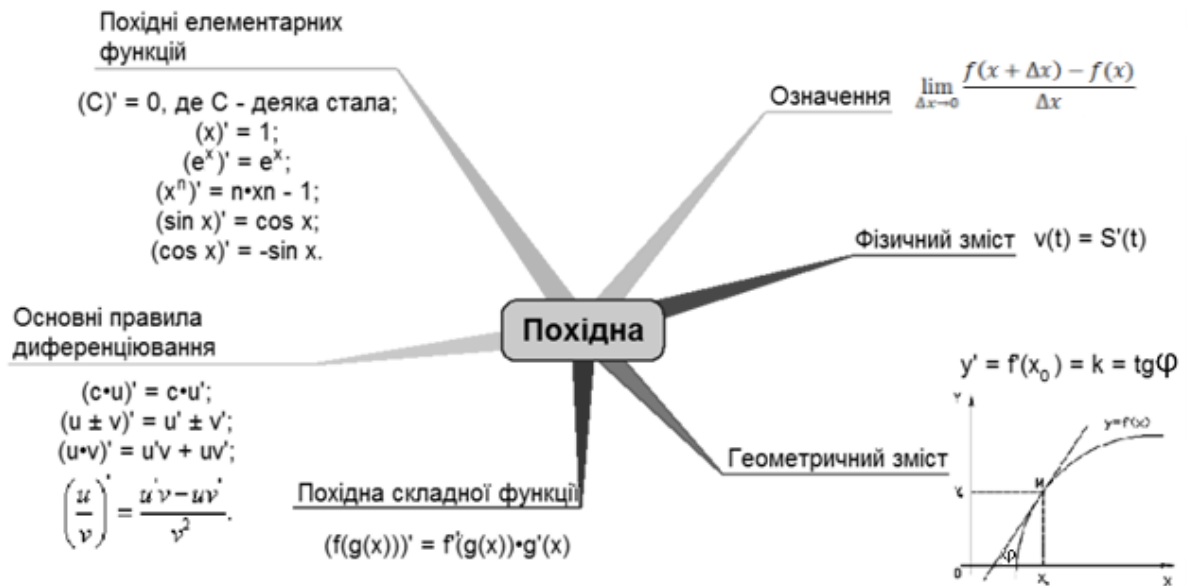 Похідні елементарних
функцій
(C)' = 0, де C - деяка стала;
(x)' = 1;
(eˣ)' = eˣ;
(xⁿ)' = n•xn - 1;
(sin x)' = cos x;
(cos x)' = -sin x.
Основні правила
диференціювання
(c•u)' = c•u';
(u ± v)' = u' ± v';
(u•v)' = u'v + uv';
(u/v)' = (u'v – uv')/v².
Похідна складної функції
(f(g(x)))' = f'(g(x))•g'(x)
Похідна
Означення
lim Δx→0 (f(x + Δx) − f(x))/Δx
Фізичний зміст v(t) = S'(t)
Геометричний зміст
y' = f'(x₀) = k = tgφ
Y
y=f(x)
M
φ
0
x₀
X